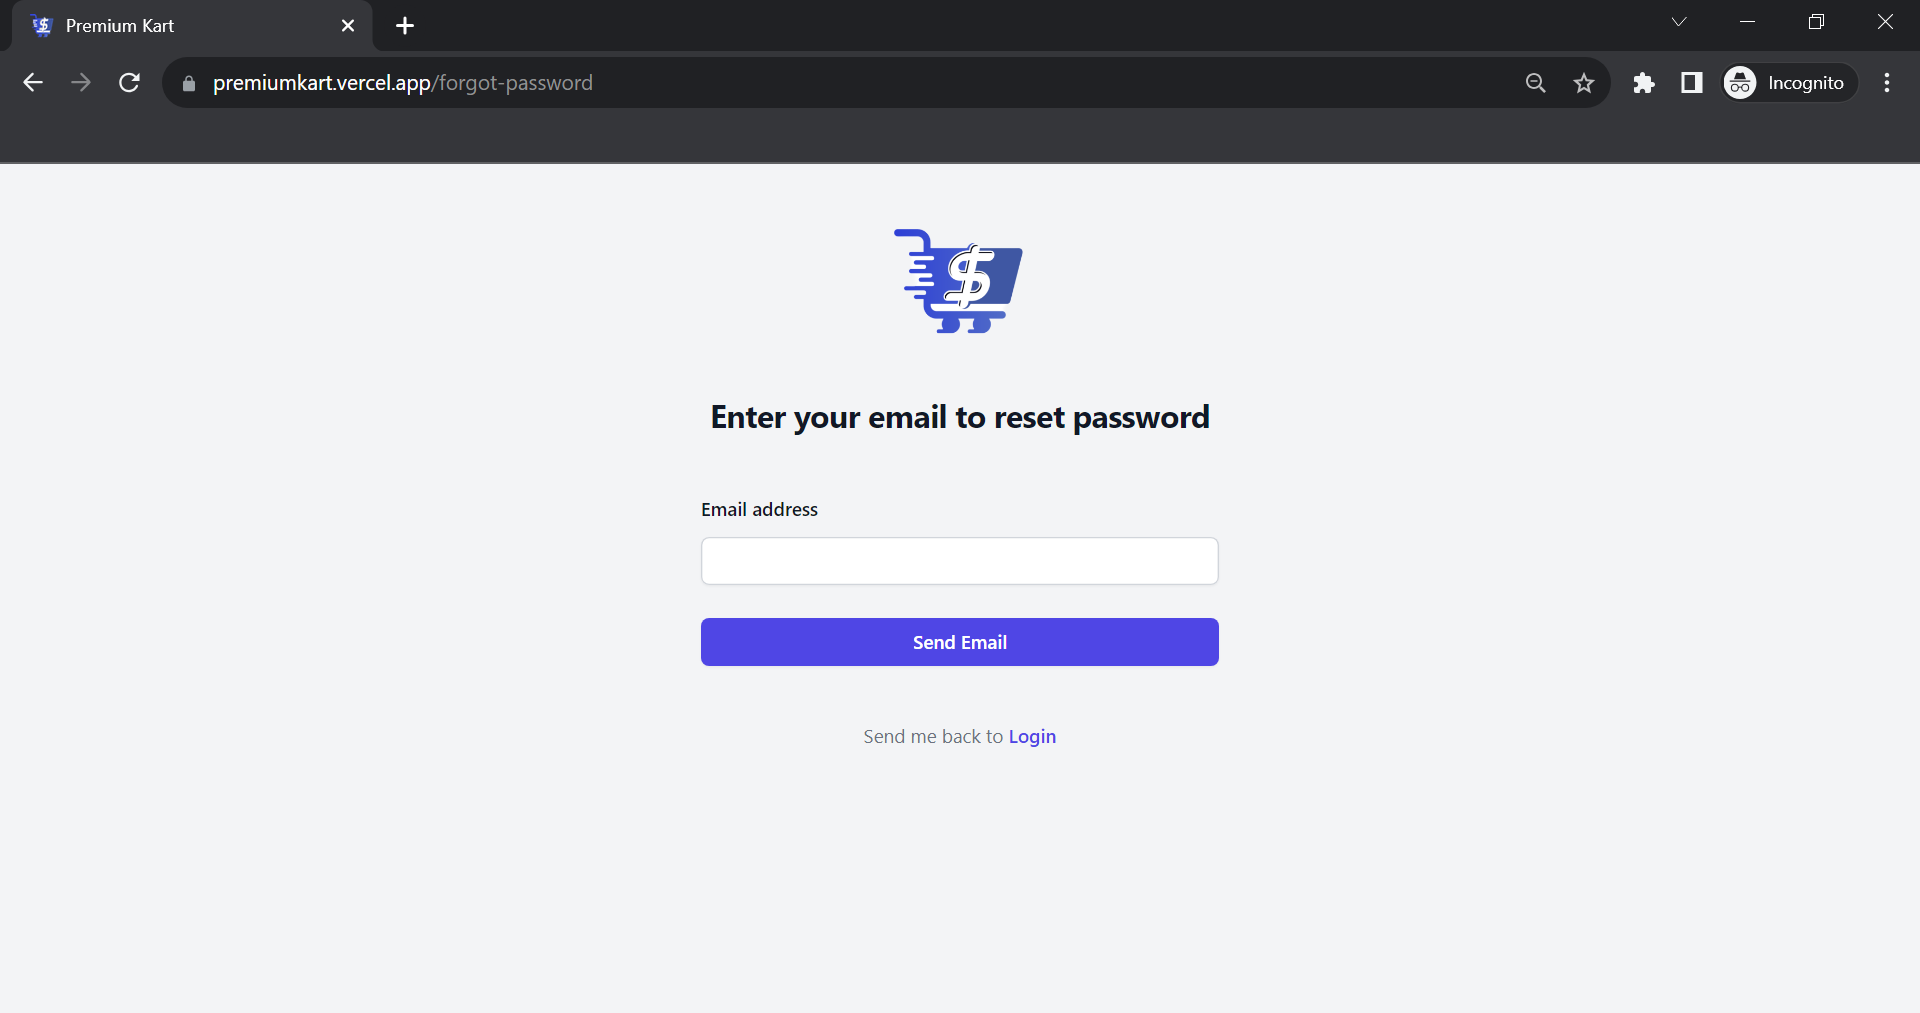 Premium Kart
premiumkart.vercel.app/forgot-password
Incognito
$
Enter your email to reset password
Email address
Send Email
Send me back to Login